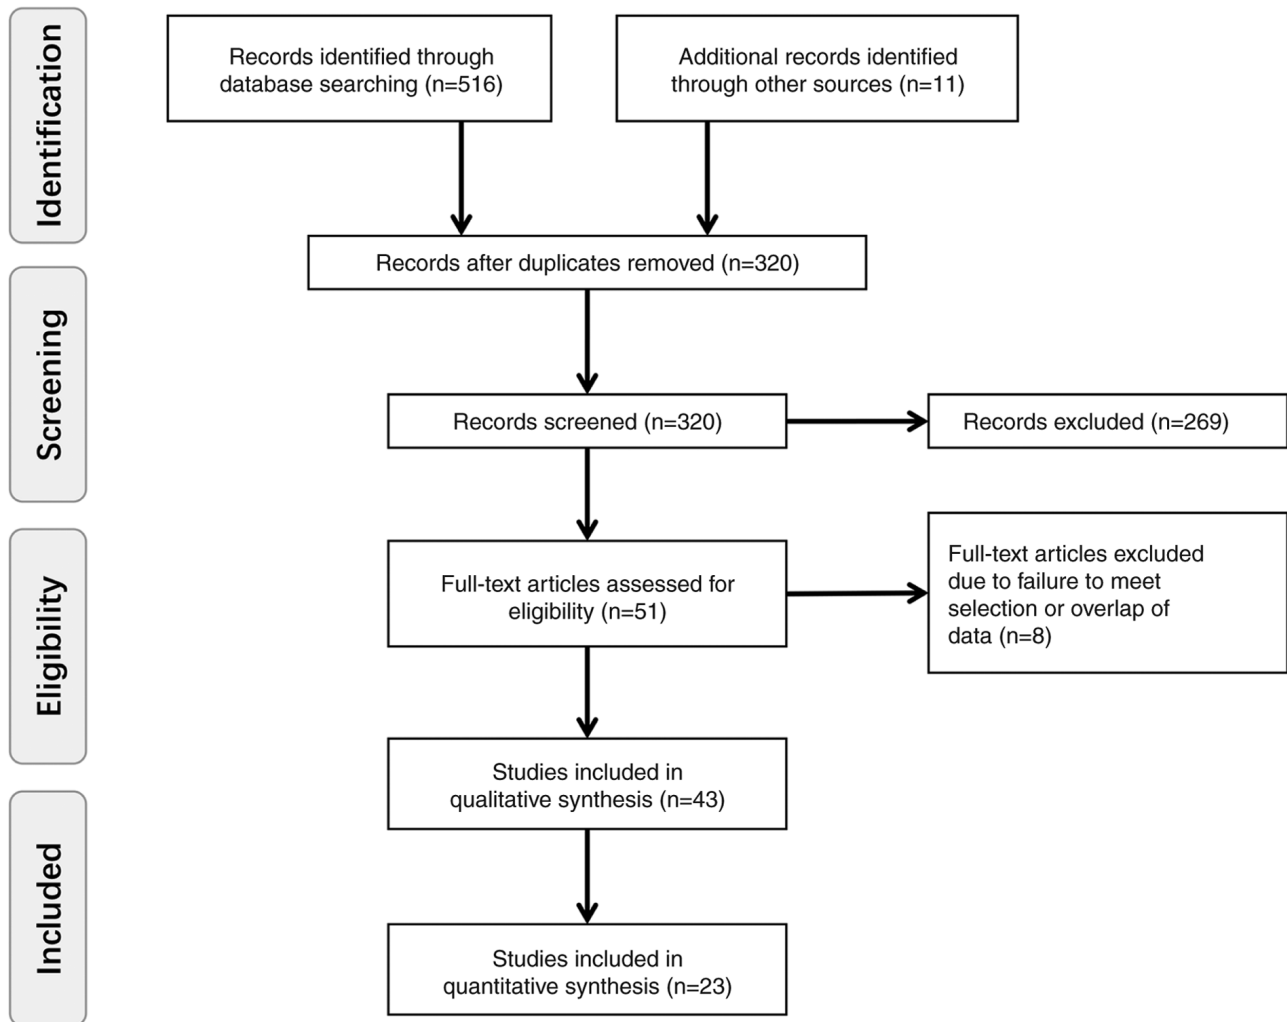 Identification
Records identified through
database searching (n=516)
Additional records identified
through other sources (n=11)
Records after duplicates removed (n=320)
Screening
Records screened (n=320)
Records excluded (n=269)
Eligibility
Full-text articles assessed for
eligibility (n=51)
Full-text articles excluded
due to failure to meet
selection or overlap of
data (n=8)
Studies included in
qualitative synthesis (n=43)
Included
Studies included in
quantitative synthesis (n=23)